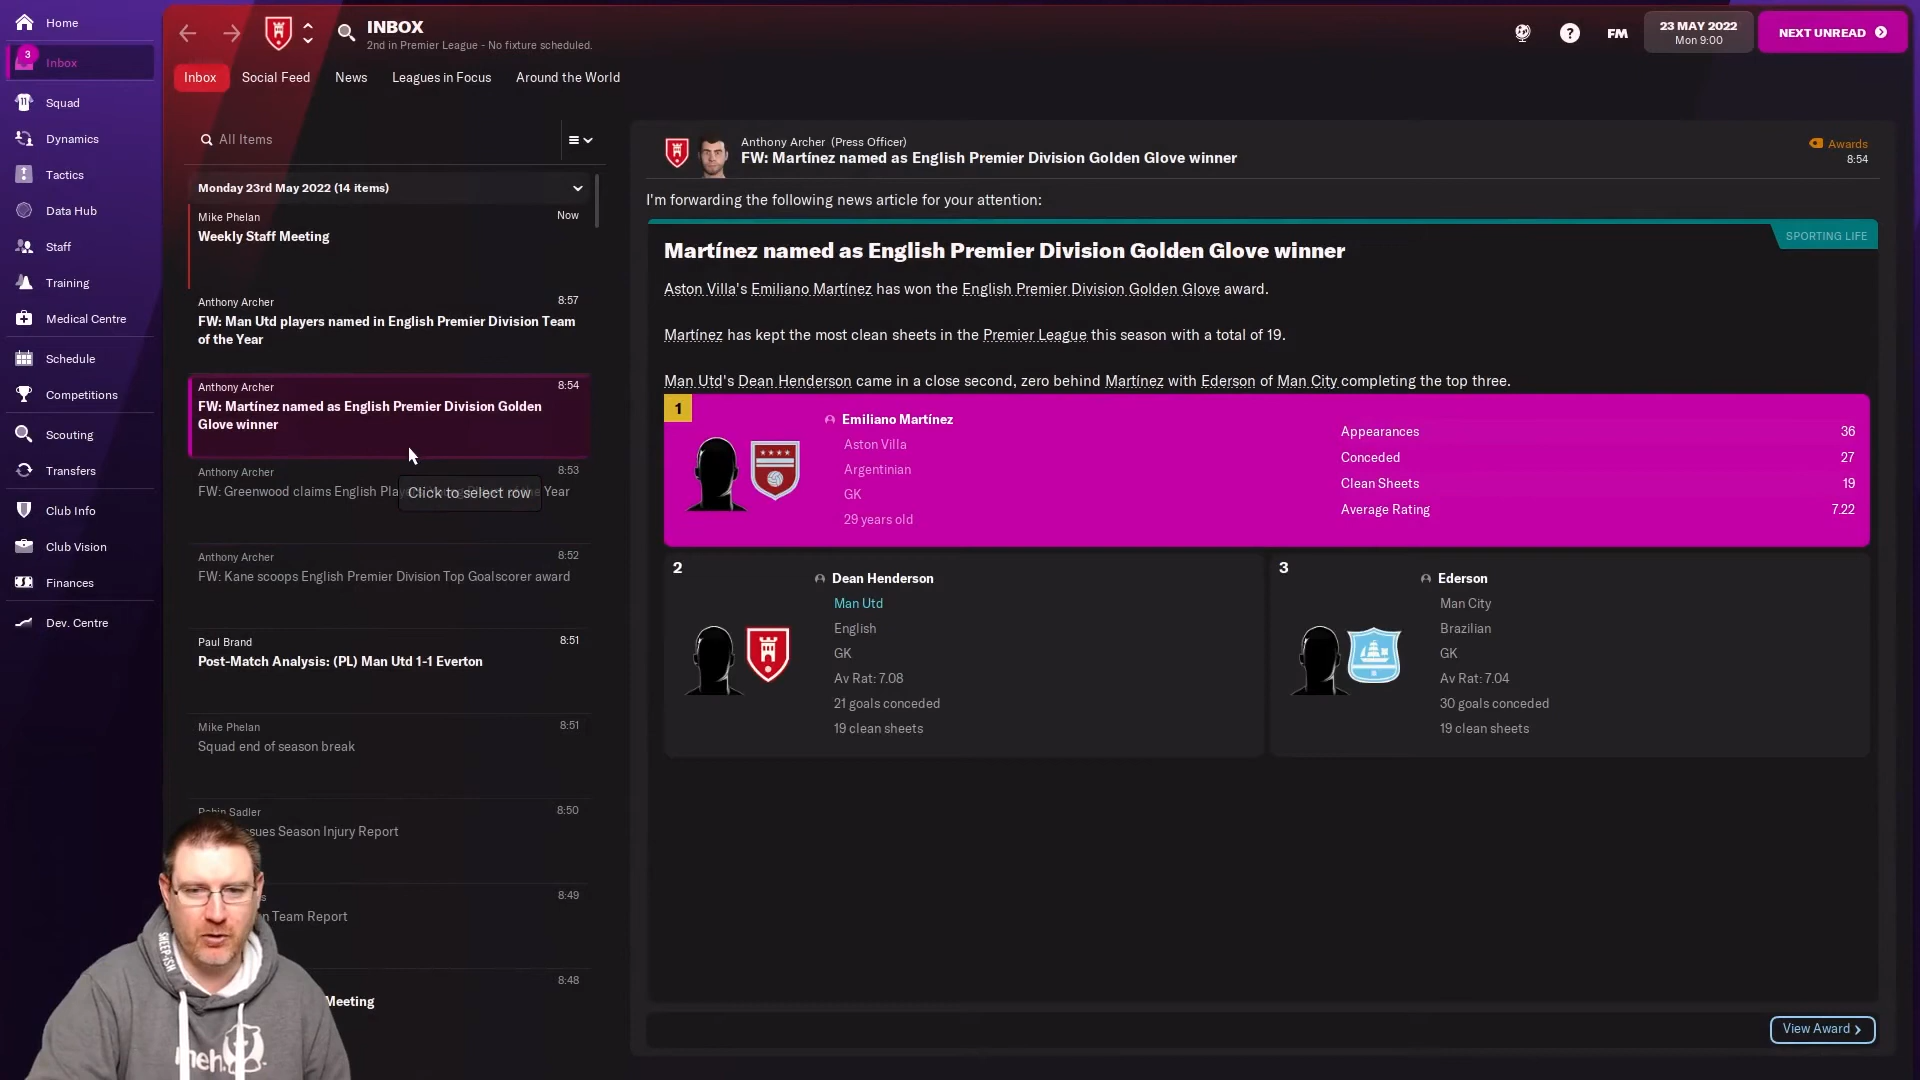 Home
3
Inbox
Squad
Dynamics
Tactics
Data Hub
Staff
Training
Medical Centre
Schedule
Competitions
Scouting
Transfers
Club Info
Club Vision
Finances
Dev. Centre
INBOX
2nd in Premier League - No fixture scheduled.
?
FM
23 MAY 2022
Mon 9:00
NEXT UNREAD
Inbox
Social Feed
News
Leagues in Focus
Around the World
All Items
Monday 23rd May 2022 (14 items)
Mike Phelan
Now
Weekly Staff Meeting
Anthony Archer
8:57
FW: Man Utd players named in English Premier Division Team
of the Year
Anthony Archer
8:54
FW: Martínez named as English Premier Division Golden
Glove winner
Anthony Archer
8:53
FW: Greenwood claims English Year
Click to select row
Anthony Archer
8:52
FW: Kane scoops English Premier Division Top Goalscorer award
Paul Brand
8:51
Post-Match Analysis: (PL) Man Utd 1-1 Everton
Mike Phelan
8:51
Squad end of season break
Sadler
8:50
Season Injury Report
8:49
Team Report
8:48
Meeting
Anthony Archer (Press Officer)
FW: Martínez named as English Premier Division Golden Glove winner
Awards
8:54
I'm forwarding the following news article for your attention:
SPORTING LIFE
Martínez named as English Premier Division Golden Glove winner
Aston Villa's Emiliano Martínez has won the English Premier Division Golden Glove award.
Martínez has kept the most clean sheets in the Premier League this season with a total of 19.
Man Utd's Dean Henderson came in a close second, zero behind Martínez with Ederson of Man City completing the top three.
1
Emiliano Martínez
Aston Villa
Argentinian
GK
29 years old
Appearances 36
Conceded 27
Clean Sheets 19
Average Rating 7.22
2
Dean Henderson
Man Utd
English
GK
Av Rat: 7.08
21 goals conceded
19 clean sheets
3
Ederson
Man City
Brazilian
GK
Av Rat: 7.04
30 goals conceded
19 clean sheets
View Award
SHEEP·ISH
meh.